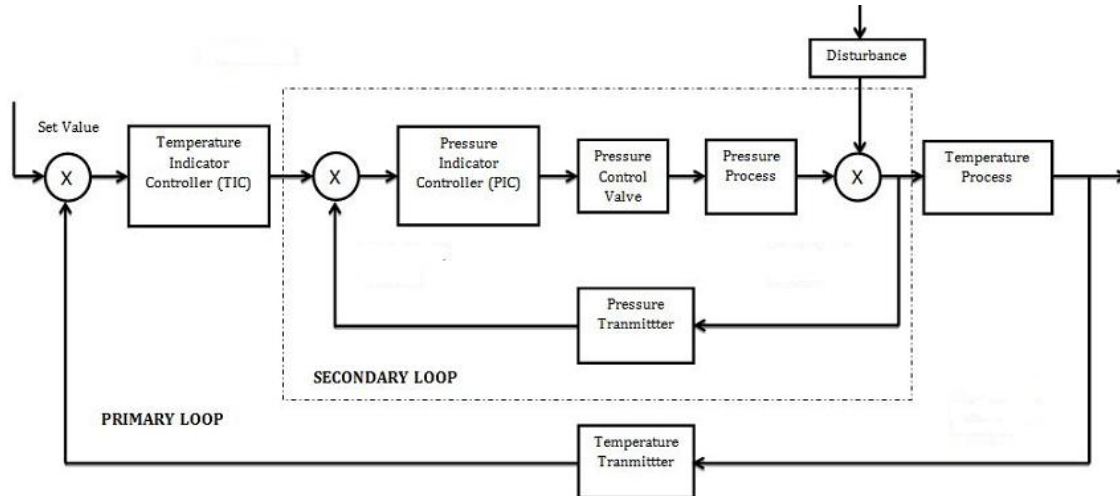 Disturbance
Set Value
X
Temperature
Indicator
Controller (TIC)
X
Pressure
Indicator
Controller (PIC)
Pressure
Control
Valve
Pressure
Process
X
Temperature
Process
Pressure
Tranmittter
SECONDARY LOOP
PRIMARY LOOP
Temperature
Tranmittter